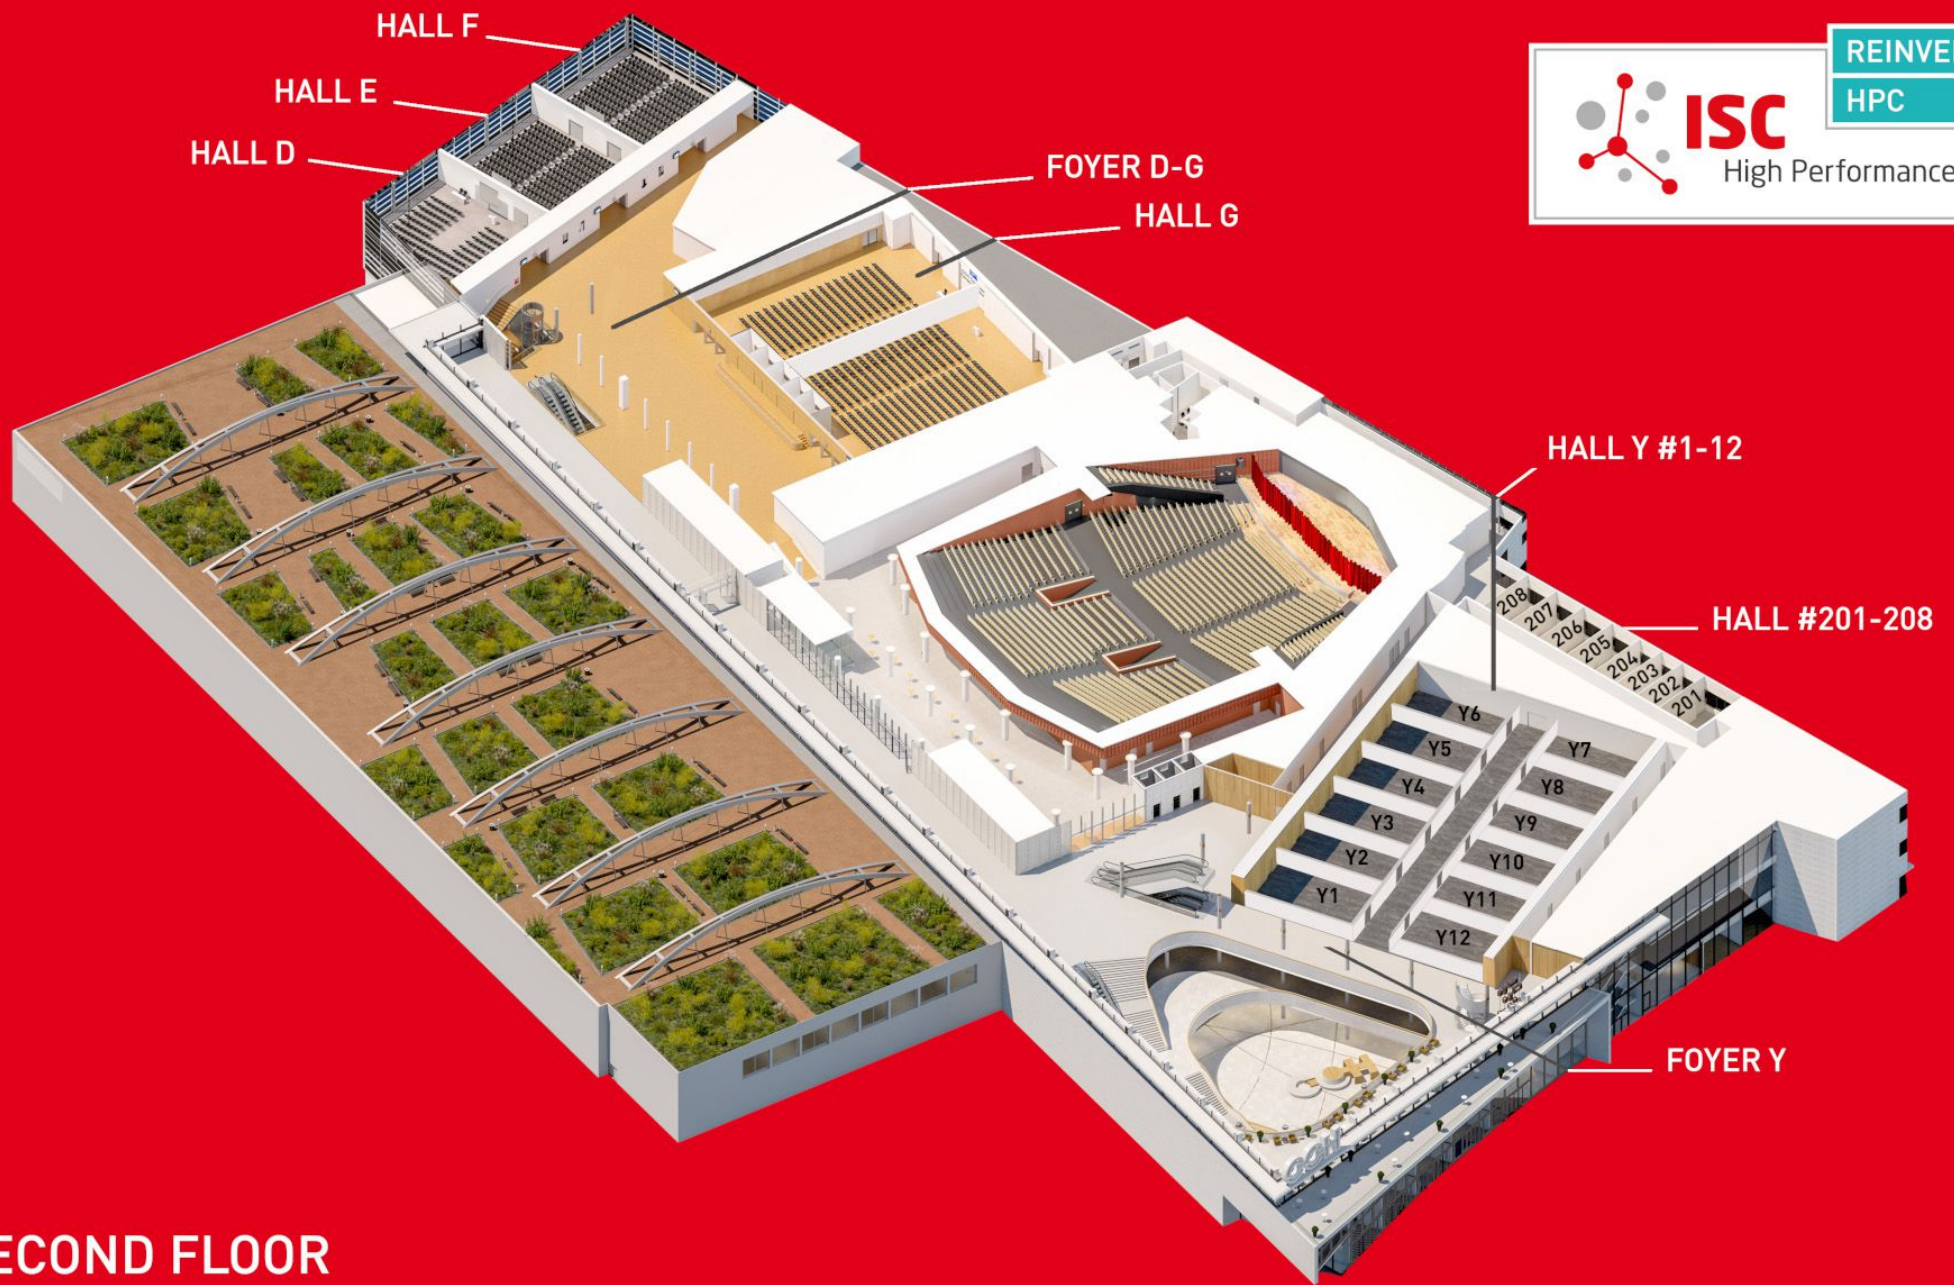 HALL F
HALL E
HALL D
FOYER D-G
HALL G
ISC
High Performance
HPC
HALL Y #1-12
HALL #201-208
208
207
206
205
204
203
202
201
Y6
Y5
Y4
Y3
Y2
Y1
Y7
Y8
Y9
Y10
Y11
Y12
FOYER Y
CCH
ECOND FLOOR